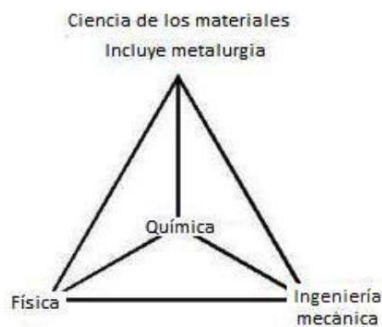 Ciencia de los materiales
Incluye metalurgia
Química
Física
Ingeniería
mecánica